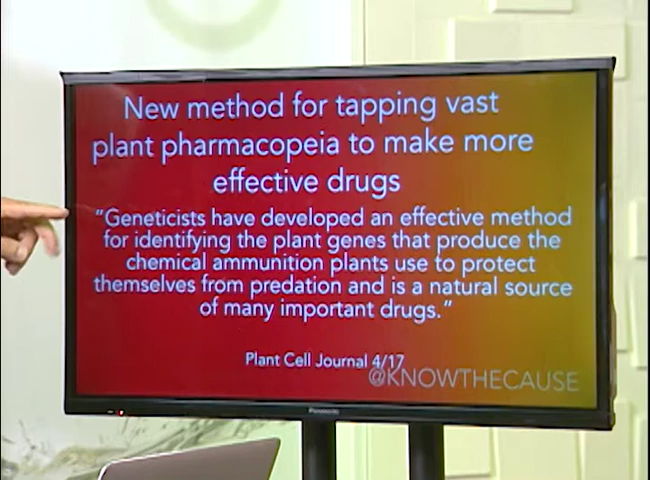 New method for tapping vast
plant pharmacopeia to make more
effective drugs
"Geneticists have developed an effective method
for identifying the plant genes that produce the
chemical ammunition plants use to protect
themselves from predation and is a natural source
of many important drugs."
Plant Cell Journal 4/17
@KNOWTHECAUSE
Panasonic